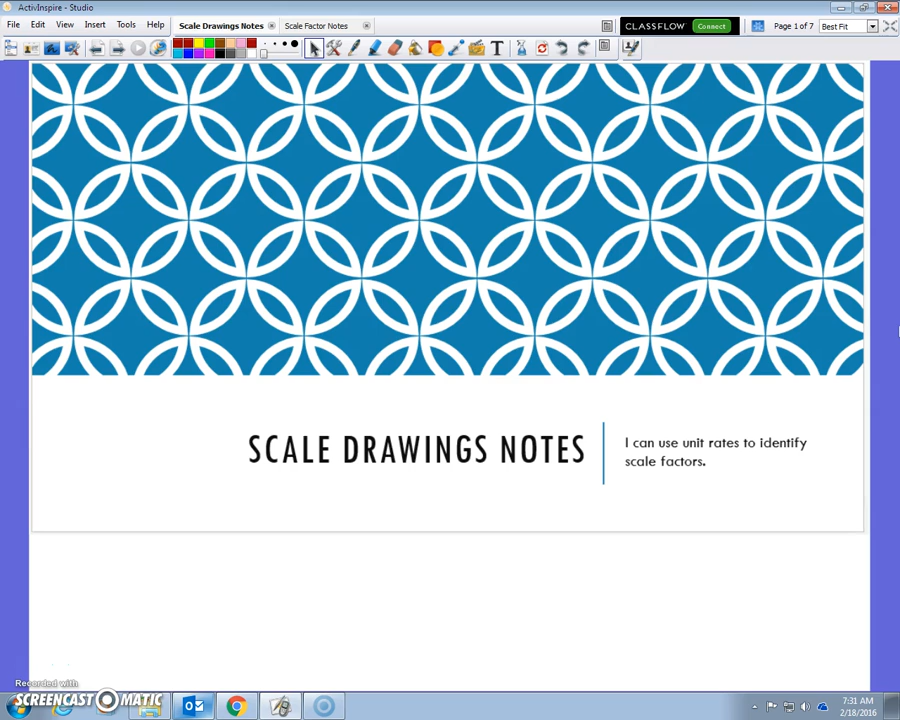 ActivInspire - Studio
File Edit View Insert Tools Help Scale Drawings Notes Scale Factor Notes CLASSFLOW Connect Page 1 of 7 Best Fit
SCALE DRAWINGS NOTES
I can use unit rates to identify
scale factors.
Recorded with
SCREENCAST MATIC
7:31 AM
2/18/2016